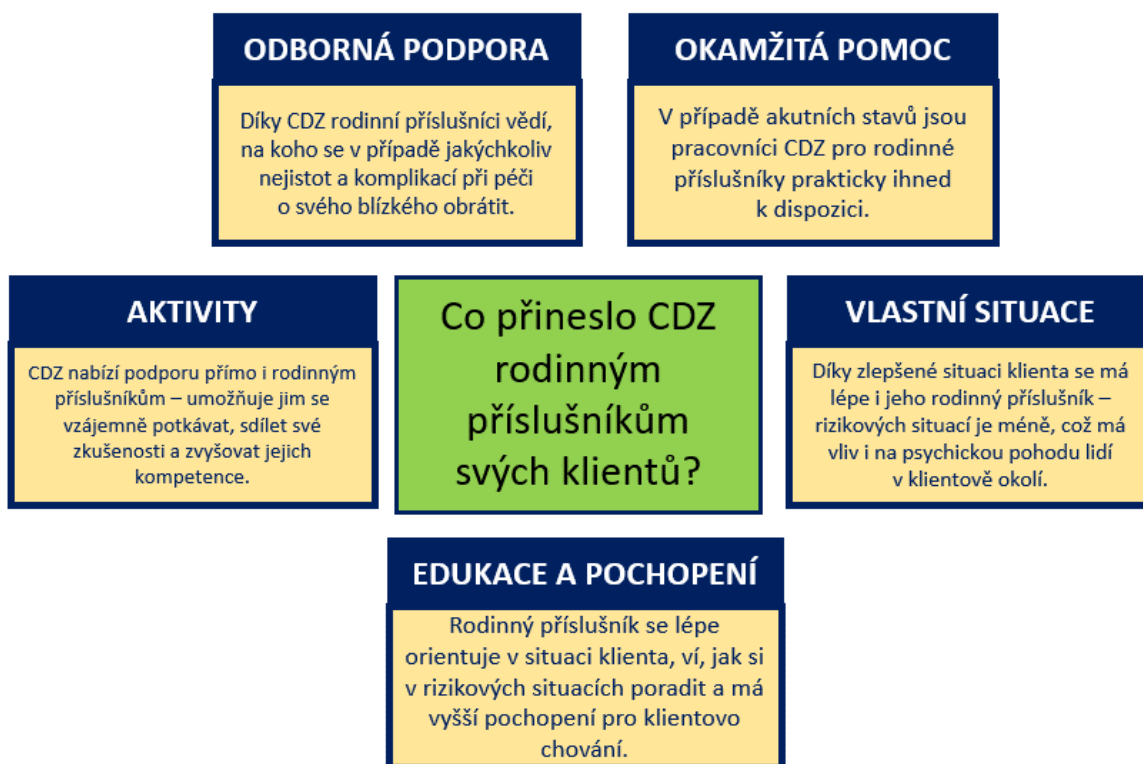 ODBORNÁ PODPORA
Díky CDZ rodinní příslušníci vědí,
na koho se v případě jakýchkoliv
nejistot a komplikací při péči
o svého blízkého obrátit.
OKAMŽITÁ POMOC
V případě akutních stavů jsou
pracovníci CDZ pro rodinné
příslušníky prakticky ihned
k dispozici.
AKTIVITY
CDZ nabízí podporu přímo i rodinným
příslušníkům – umožňuje jim se
vzájemně potkávat, sdílet své
zkušenosti a zvyšovat jejich
kompetence.
Co přineslo CDZ
rodinným
příslušníkům
svých klientů?
VLASTNÍ SITUACE
Díky zlepšené situaci klienta se má
lépe i jeho rodinný příslušník –
rizikových situací je méně, což má
vliv i na psychickou pohodu lidí
v klientově okolí.
EDUKACE A POCHOPENÍ
Rodinný příslušník se lépe
orientuje v situaci klienta, ví, jak si
v rizikových situacích poradit a má
vyšší pochopení pro klientovo
chování.